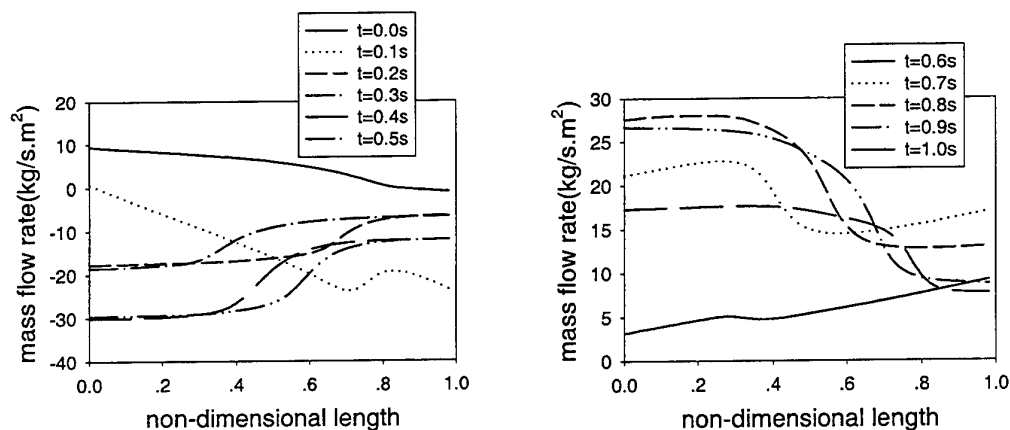 t=0.0s
t=0.1s
t=0.2s
t=0.3s
t=0.4s
t=0.5s
20
10
0
-10
-20
-30
-40
mass flow rate(kg/s.m²)
0.0
.2
.4
.6
.8
1.0
non-dimensional length
t=0.6s
t=0.7s
t=0.8s
t=0.9s
t=1.0s
30
25
20
15
10
5
0
mass flow rate(kg/s.m²)
0.0
.2
.4
.6
.8
1.0
non-dimensional length